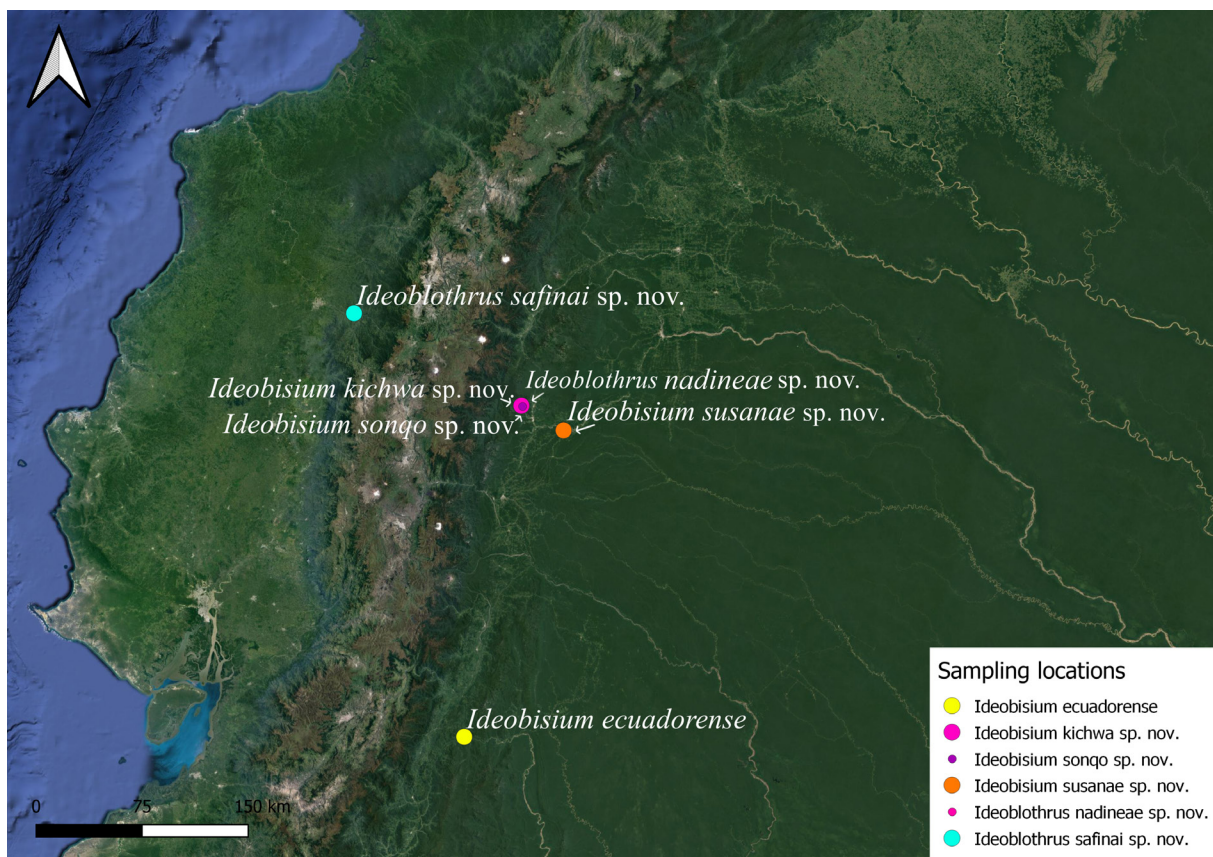 Ideoblothrus safinai sp. nov.
Ideobisium kichwa sp. nov.
Ideoblothrus nadineae sp. nov.
Ideobisium sonqo sp. nov.
Ideobisium susanae sp. nov.
Ideobisium ecuadorense
0 75 150 km
Sampling locations
Ideobisium ecuadorense
Ideobisium kichwa sp. nov.
Ideobisium sonqo sp. nov.
Ideobisium susanae sp. nov.
Ideoblothrus nadineae sp. nov.
Ideoblothrus safinai sp. nov.